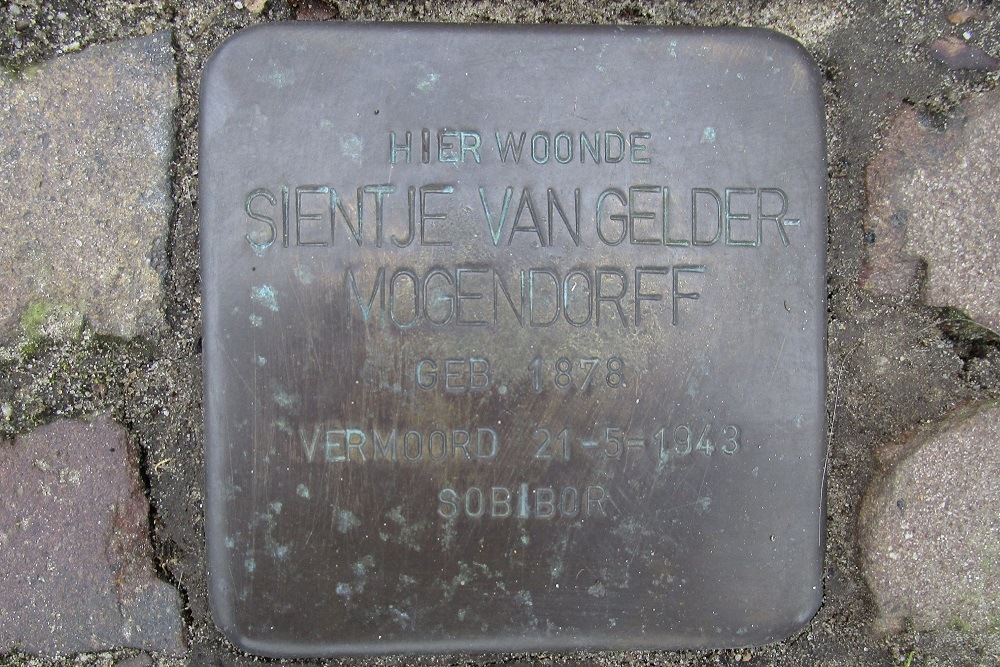 HIER WOONDE
SIENTJE VAN GELDER-
MOGENDORFF
GEB. 1878
VERMOORD 21-5-1943
SOBIBOR